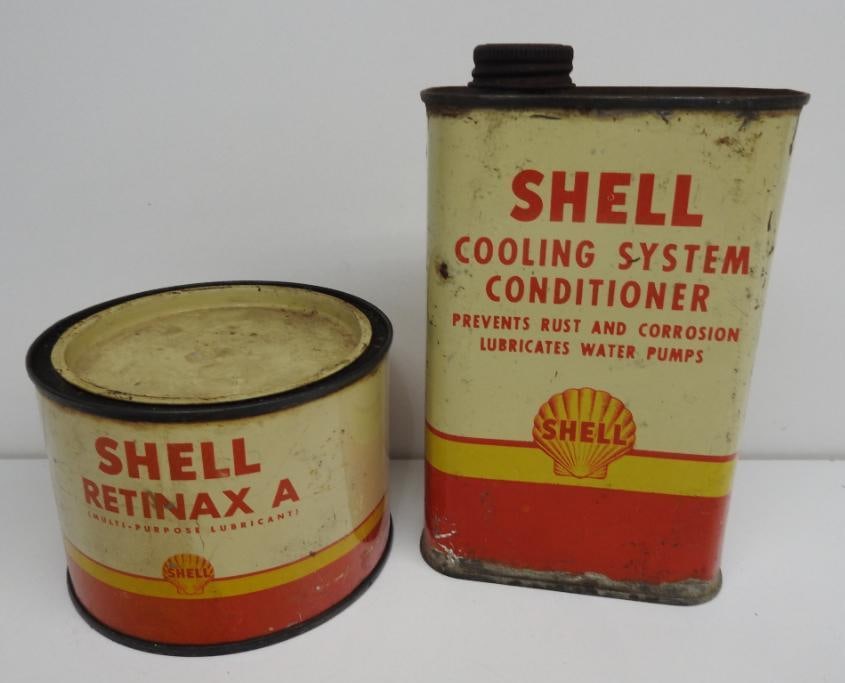 SHELL
RETINAX A
(MULTI-PURPOSE LUBRICANT)
SHELL
SHELL
COOLING SYSTEM
CONDITIONER
PREVENTS RUST AND CORROSION
LUBRICATES WATER PUMPS
SHELL